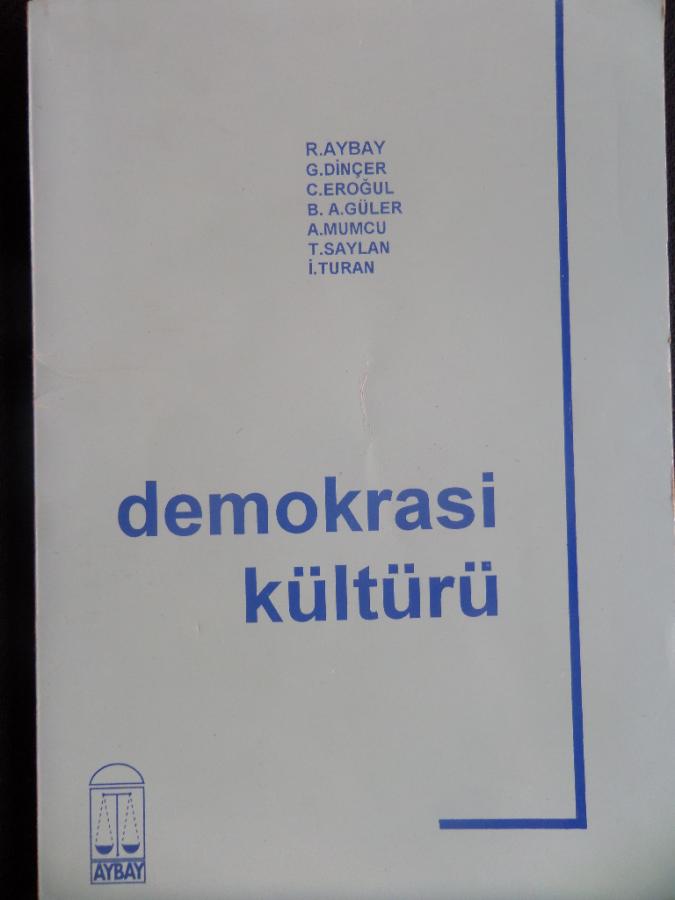 R.AYBAY
G.DİNÇER
C.EROĞUL
B. A.GÜLER
A.MUMCU
T.SAYLAN
İ.TURAN
demokrasi
kültürü
AYBAY